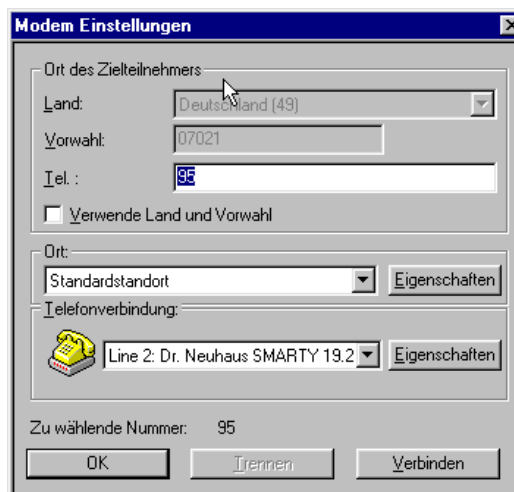 Modem Einstellungen
Ort des Zielteilnehmers
Land: Deutschland (49)
Vorwahl: 07021
Tel. : 95
Verwende Land und Vorwahl
Ort:
Standardstandort Eigenschaften
Telefonverbindung:
Line 2: Dr. Neuhaus SMARTY 19.2 Eigenschaften
Zu wählende Nummer: 95
OK Trennen Verbinden